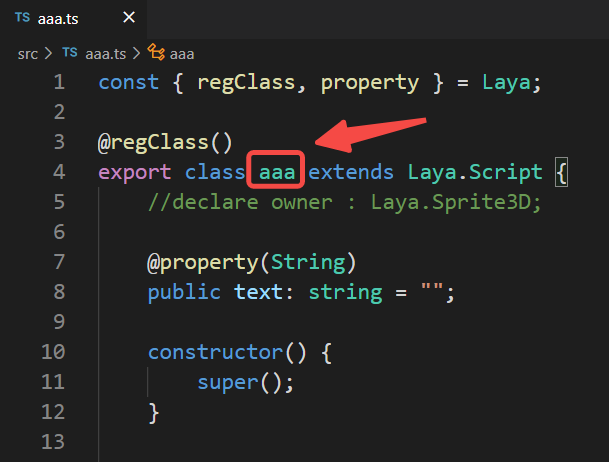 TS aaa.ts ×
src > TS aaa.ts > aaa
1 const { regClass, property } = Laya;
2
3 @regClass()
4 export class aaa extends Laya.Script {
5 //declare owner : Laya.Sprite3D;
6
7 @property(String)
8 public text: string = "";
9
10 constructor() {
11 super();
12 }
13